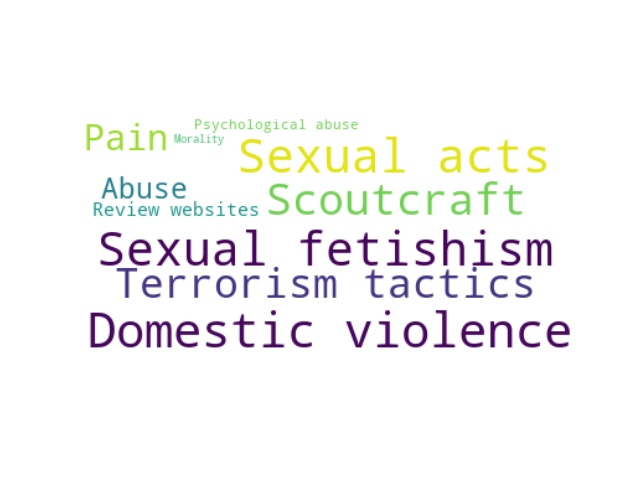 Psychological abuse
Pain
Morality
Sexual acts
Abuse
Scoutcraft
Review websites
Sexual fetishism
Terrorism tactics
Domestic violence